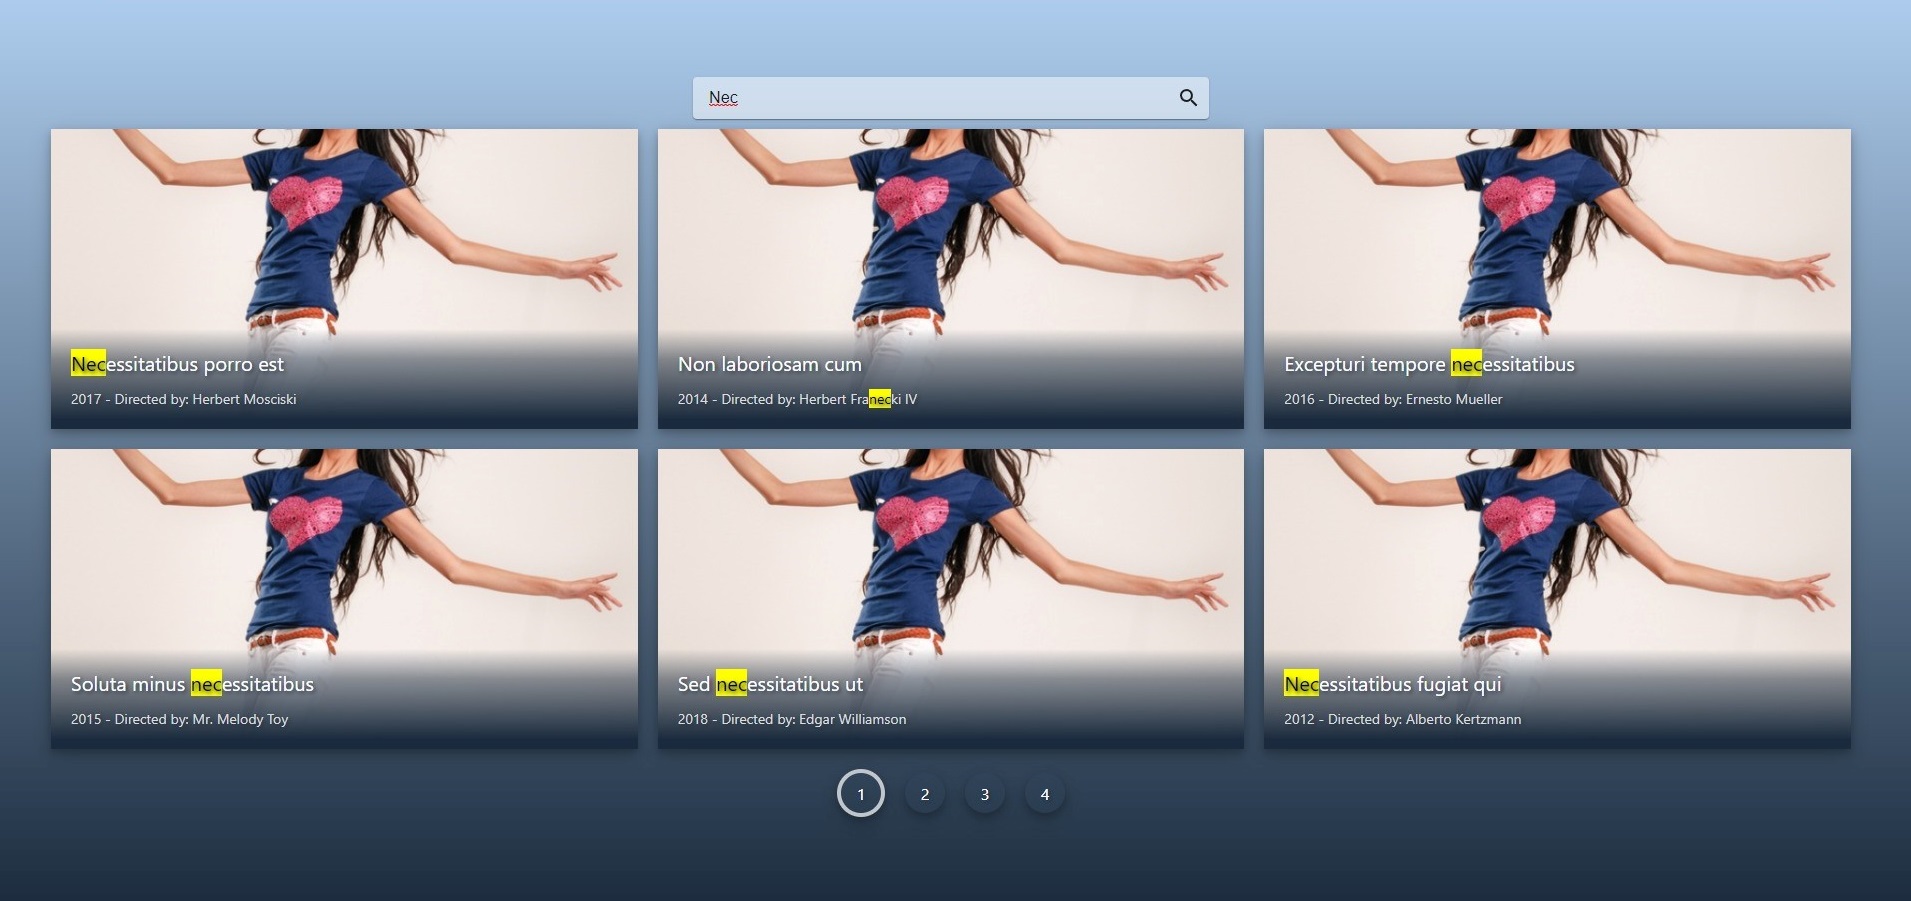 Nec
Necessitatibus porro est
2017 - Directed by: Herbert Mosciski
Non laboriosam cum
2014 - Directed by: Herbert Franecki IV
Excepturi tempore necessitatibus
2016 - Directed by: Ernesto Mueller
Soluta minus necessitatibus
2015 - Directed by: Mr. Melody Toy
Sed necessitatibus ut
2018 - Directed by: Edgar Williamson
Necessitatibus fugiat qui
2012 - Directed by: Alberto Kertzmann
1 2 3 4